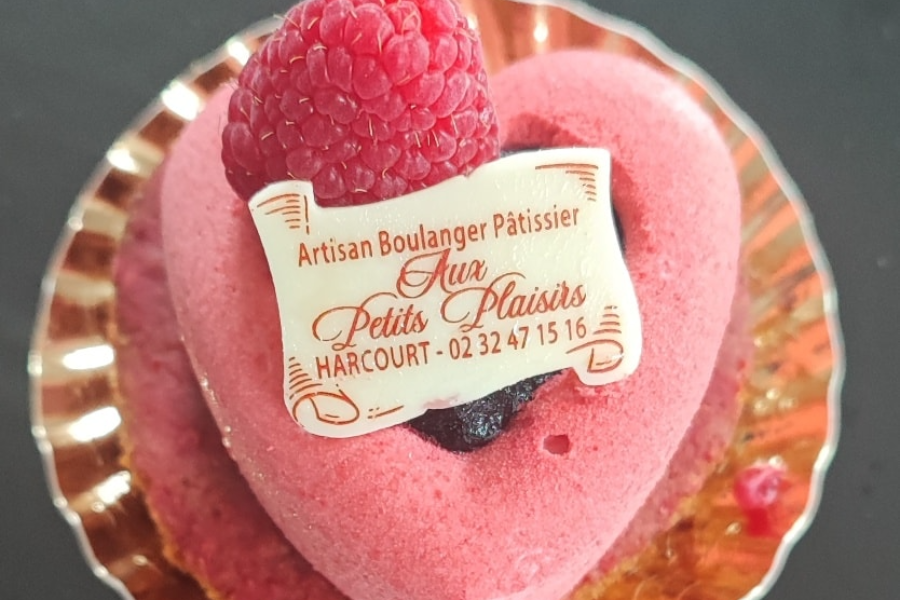 Artisan Boulanger Pâtissier
Aux
Petits Plaisirs
HARCOURT - 02 32 47 15 16